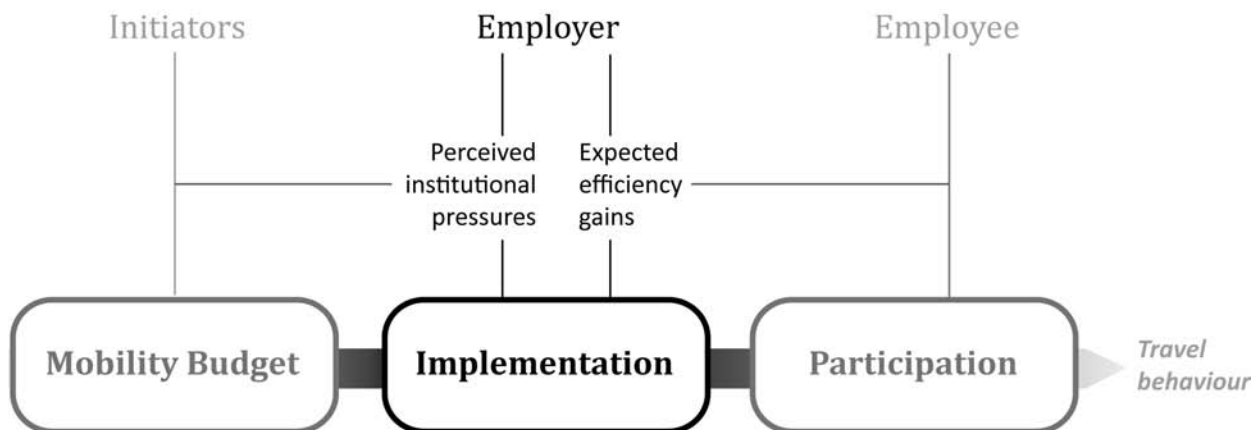 Initiators
Employer
Employee
Perceived
institutional
pressures
Expected
efficiency
gains
Mobility Budget
Implementation
Participation
Travel
behaviour